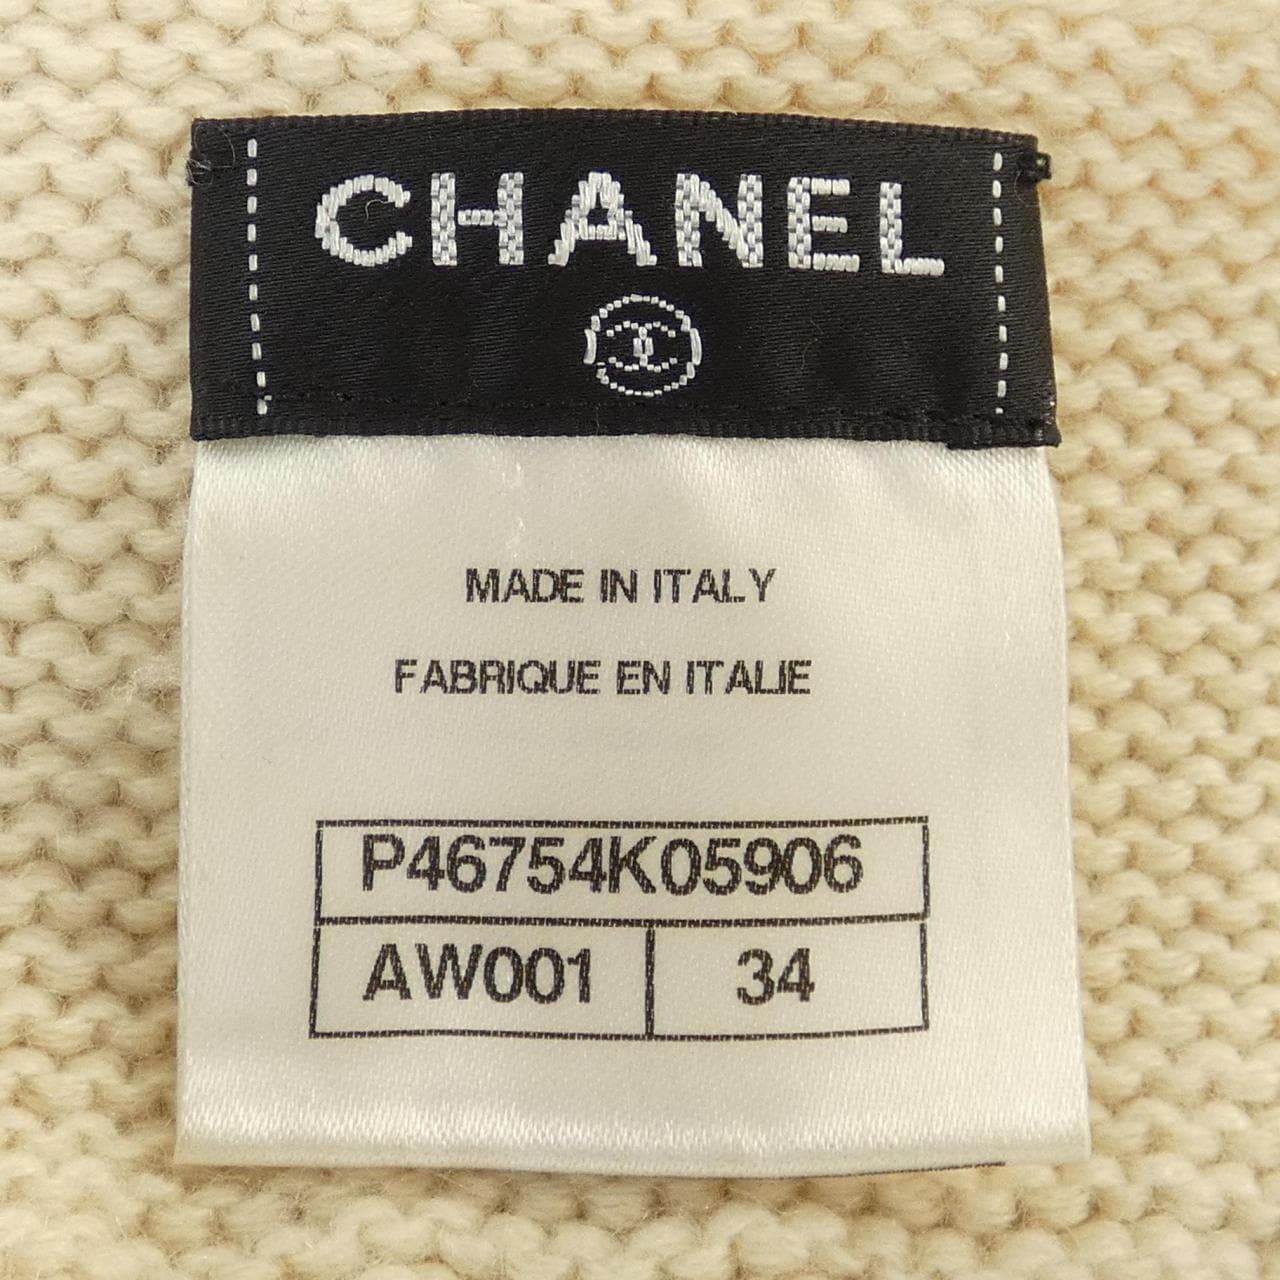 CHANEL
MADE IN ITALY
FABRIQUE EN ITALIE
P46754K05906
AW001 34